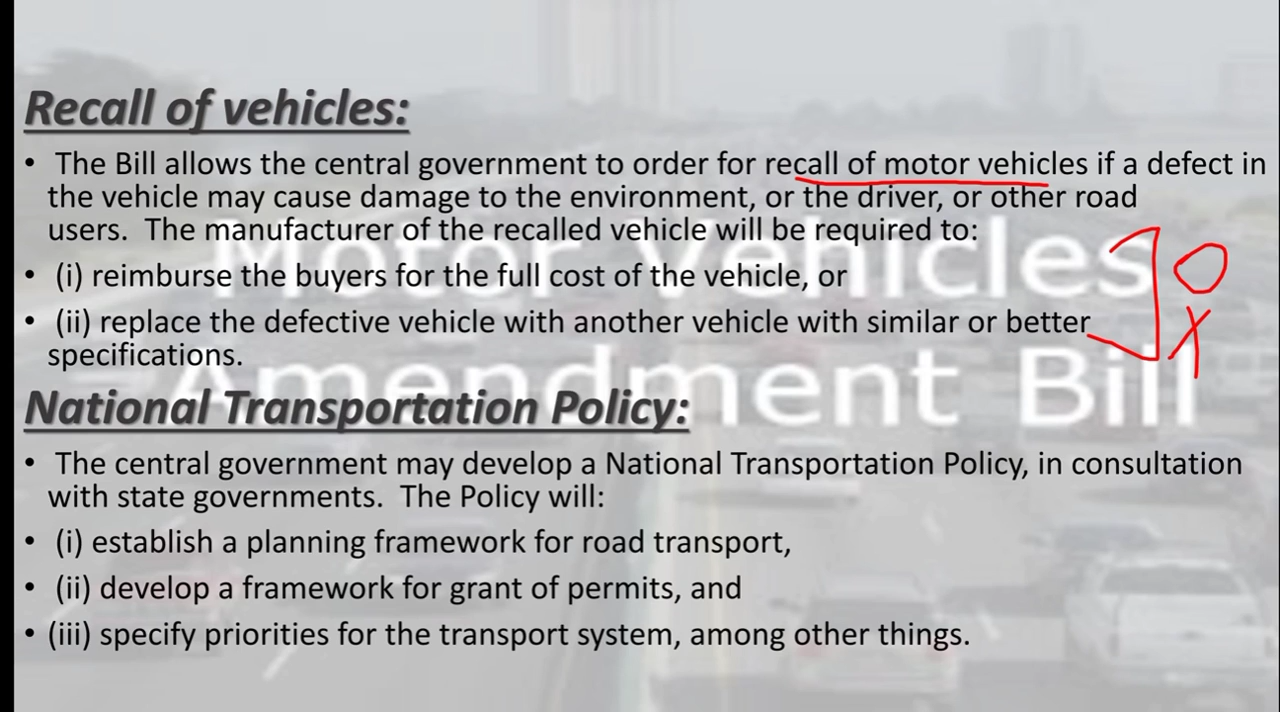 Recall of vehicles:
• The Bill allows the central government to order for recall of motor vehicles if a defect in
the vehicle may cause damage to the environment, or the driver, or other road
users.  The manufacturer of the recalled vehicle will be required to:
• (i) reimburse the buyers for the full cost of the vehicle, or
• (ii) replace the defective vehicle with another vehicle with similar or better
specifications.
National Transportation Policy:
• The central government may develop a National Transportation Policy, in consultation
with state governments.  The Policy will:
• (i) establish a planning framework for road transport,
• (ii) develop a framework for grant of permits, and
• (iii) specify priorities for the transport system, among other things.
Motor Vehicles
Amendment Bill